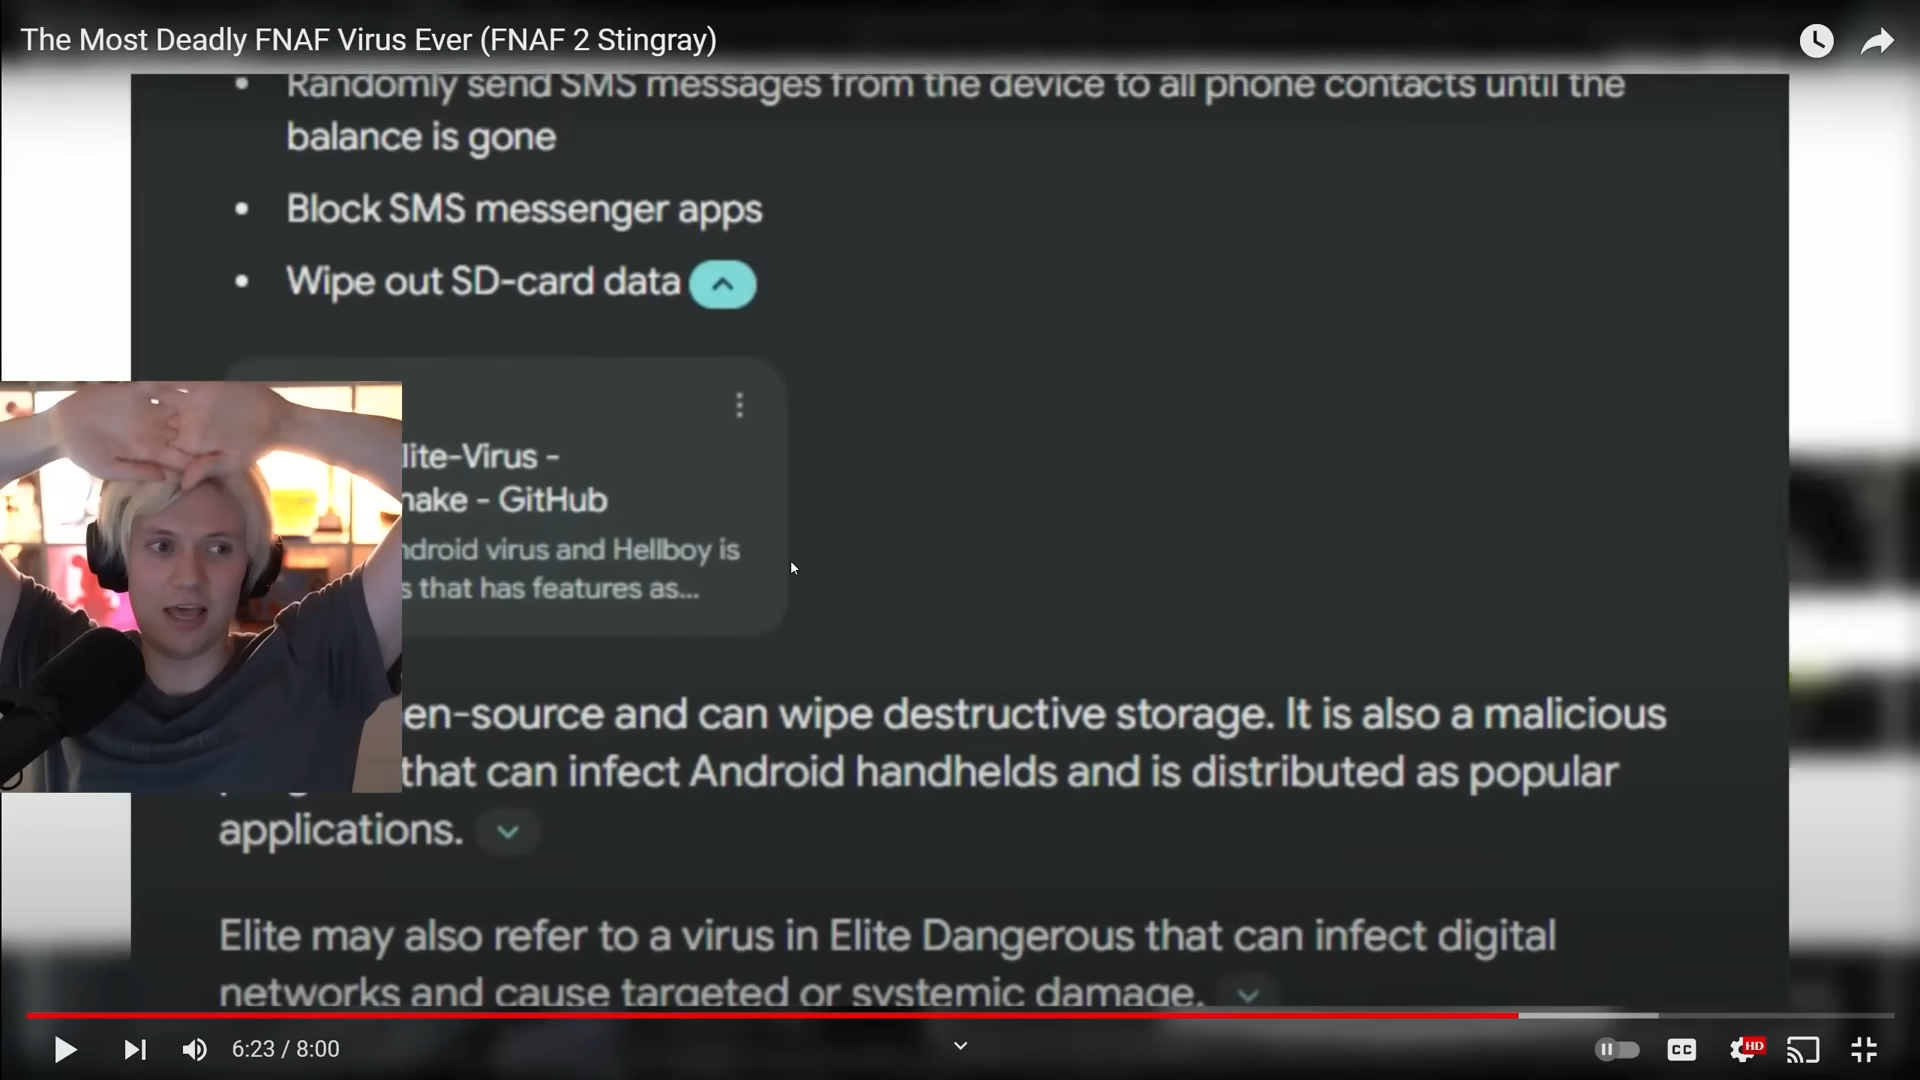 The Most Deadly FNAF Virus Ever (FNAF 2 Stingray)
• Randomly send SMS messages from the device to all phone contacts until the
balance is gone
• Block SMS messenger apps
• Wipe out SD-card data
lite-Virus -
ake - GitHub
ndroid virus and Hellboy is
s that has features as...
en-source and can wipe destructive storage. It is also a malicious
that can infect Android handhelds and is distributed as popular
applications.
Elite may also refer to a virus in Elite Dangerous that can infect digital
networks and cause targeted or systemic damage.
6:23 / 8:00
CC
HD